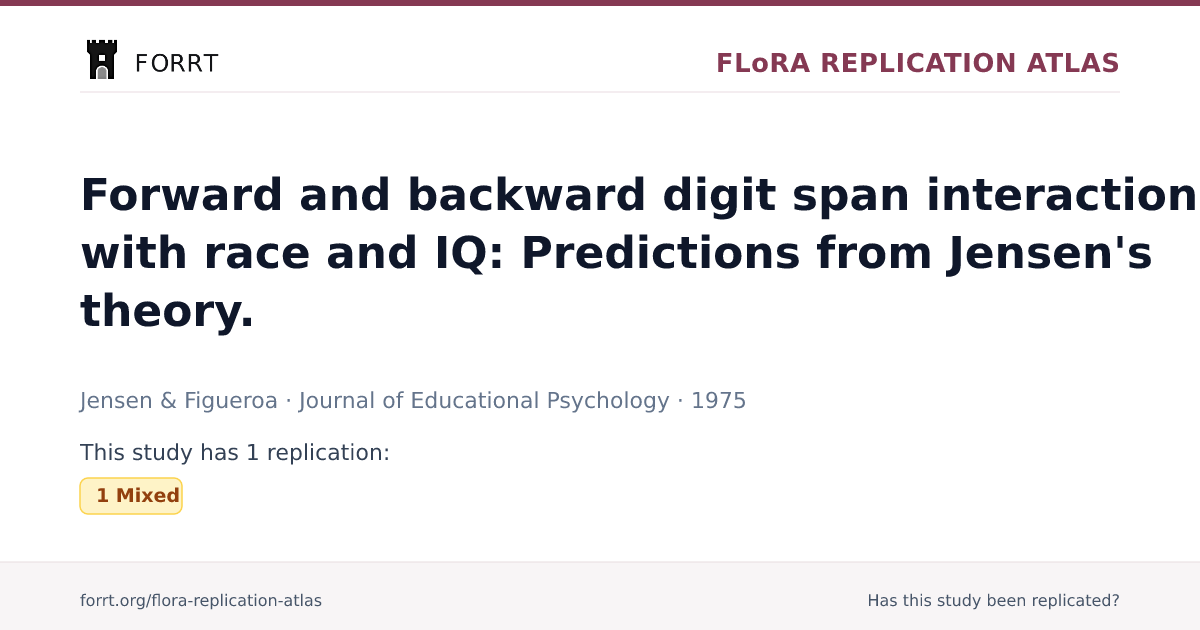 FORRT
FLoRA REPLICATION ATLAS
Forward and backward digit span interaction
with race and IQ: Predictions from Jensen's
theory.
Jensen & Figueroa · Journal of Educational Psychology · 1975
This study has 1 replication:
1 Mixed
forrt.org/flora-replication-atlas
Has this study been replicated?